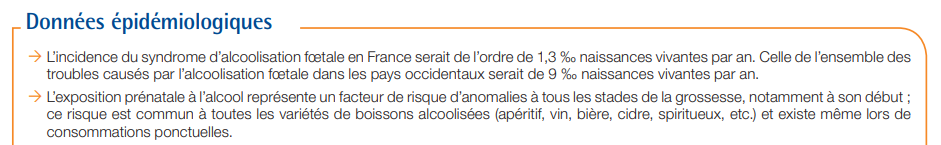 Données épidémiologiques
→ L'incidence du syndrome d'alcoolisation fœtale en France serait de l'ordre de 1,3 ‰ naissances vivantes par an. Celle de l'ensemble des
troubles causés par l'alcoolisation fœtale dans les pays occidentaux serait de 9 ‰ naissances vivantes par an.
→ L'exposition prénatale à l'alcool représente un facteur de risque d'anomalies à tous les stades de la grossesse, notamment à son début ;
ce risque est commun à toutes les variétés de boissons alcoolisées (apéritif, vin, bière, cidre, spiritueux, etc.) et existe même lors de
consommations ponctuelles.